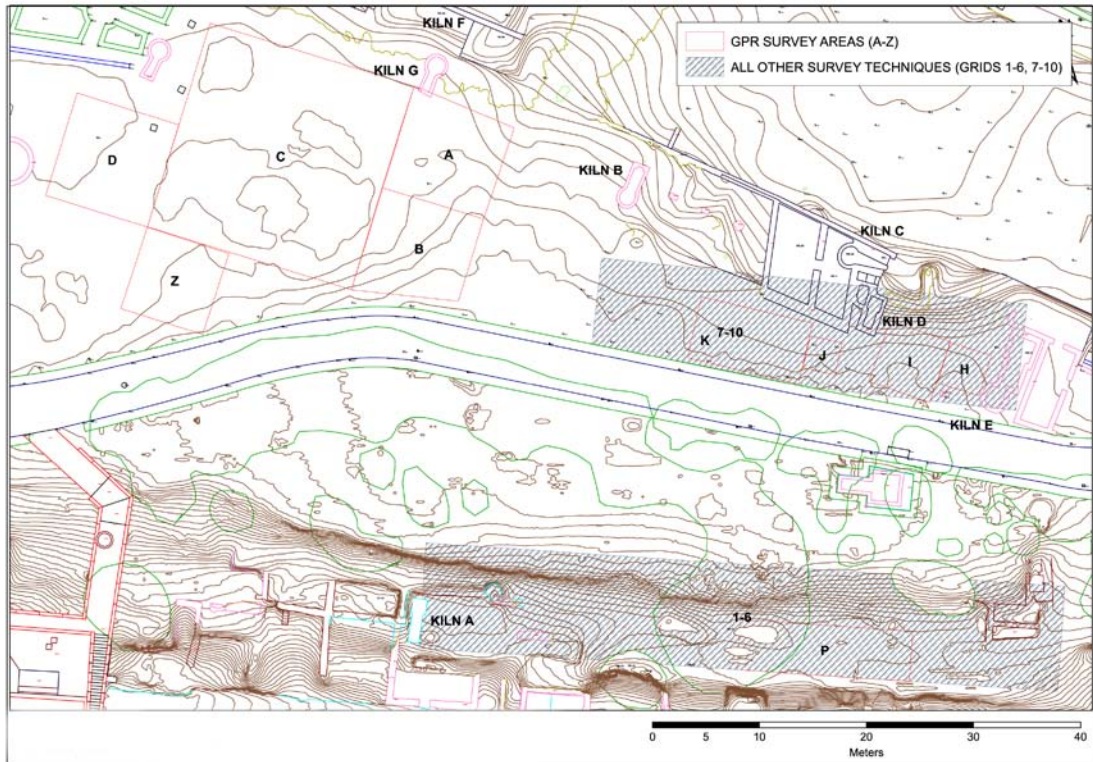 KILN F
GPR SURVEY AREAS (A-Z)
ALL OTHER SURVEY TECHNIQUES (GRIDS 1-6, 7-10)
KILN G
D
C
A
KILN B
KILN C
B
Z
KILN D
7-10
K
J
I
H
KILN E
KILN A
1-6
P
0 5 10 20 30 40
Meters